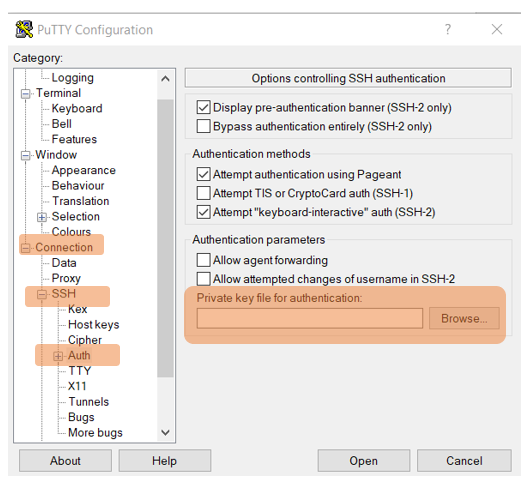 PuTTY Configuration
Category:
Logging
Terminal
Keyboard
Bell
Features
Window
Appearance
Behaviour
Translation
Selection
Colours
Connection
Data
Proxy
SSH
Kex
Host keys
Cipher
Auth
TTY
X11
Tunnels
Bugs
More bugs
Options controlling SSH authentication
Display pre-authentication banner (SSH-2 only)
Bypass authentication entirely (SSH-2 only)
Authentication methods
Attempt authentication using Pageant
Attempt TIS or CryptoCard auth (SSH-1)
Attempt "keyboard-interactive" auth (SSH-2)
Authentication parameters
Allow agent forwarding
Allow attempted changes of username in SSH-2
Private key file for authentication:
Browse...
About Help Open Cancel